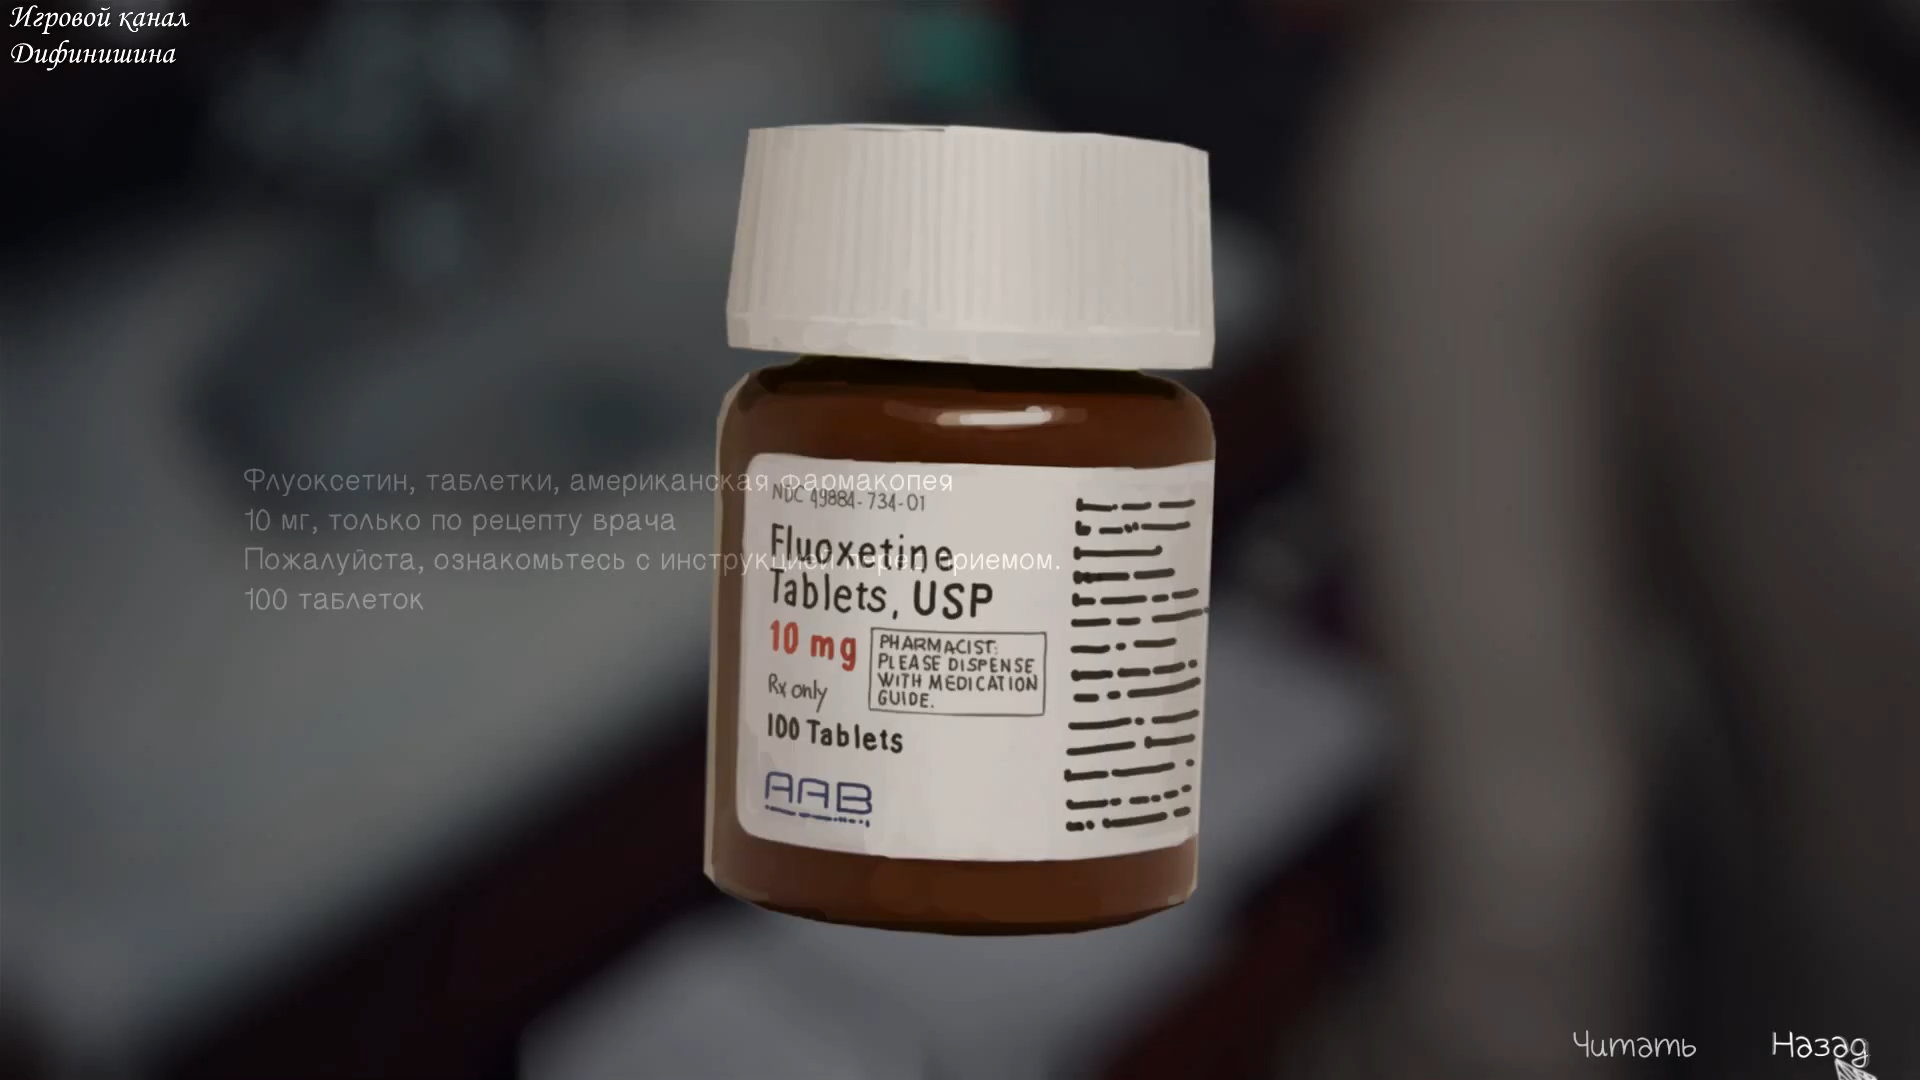 Игровой канал
Дифинишина
Флуоксетин, таблетки, американская фармакопея
10 мг, только по рецепту врача
Пожалуйста, ознакомьтесь с инструкцией перед приемом.
100 таблеток
NDC 49884-734-01
Fluoxetine
Tablets, USP
10 mg
PHARMACIST:
PLEASE DISPENSE
WITH MEDICATION
GUIDE.
Rx only
100 Tablets
AAB
Читать
Назад